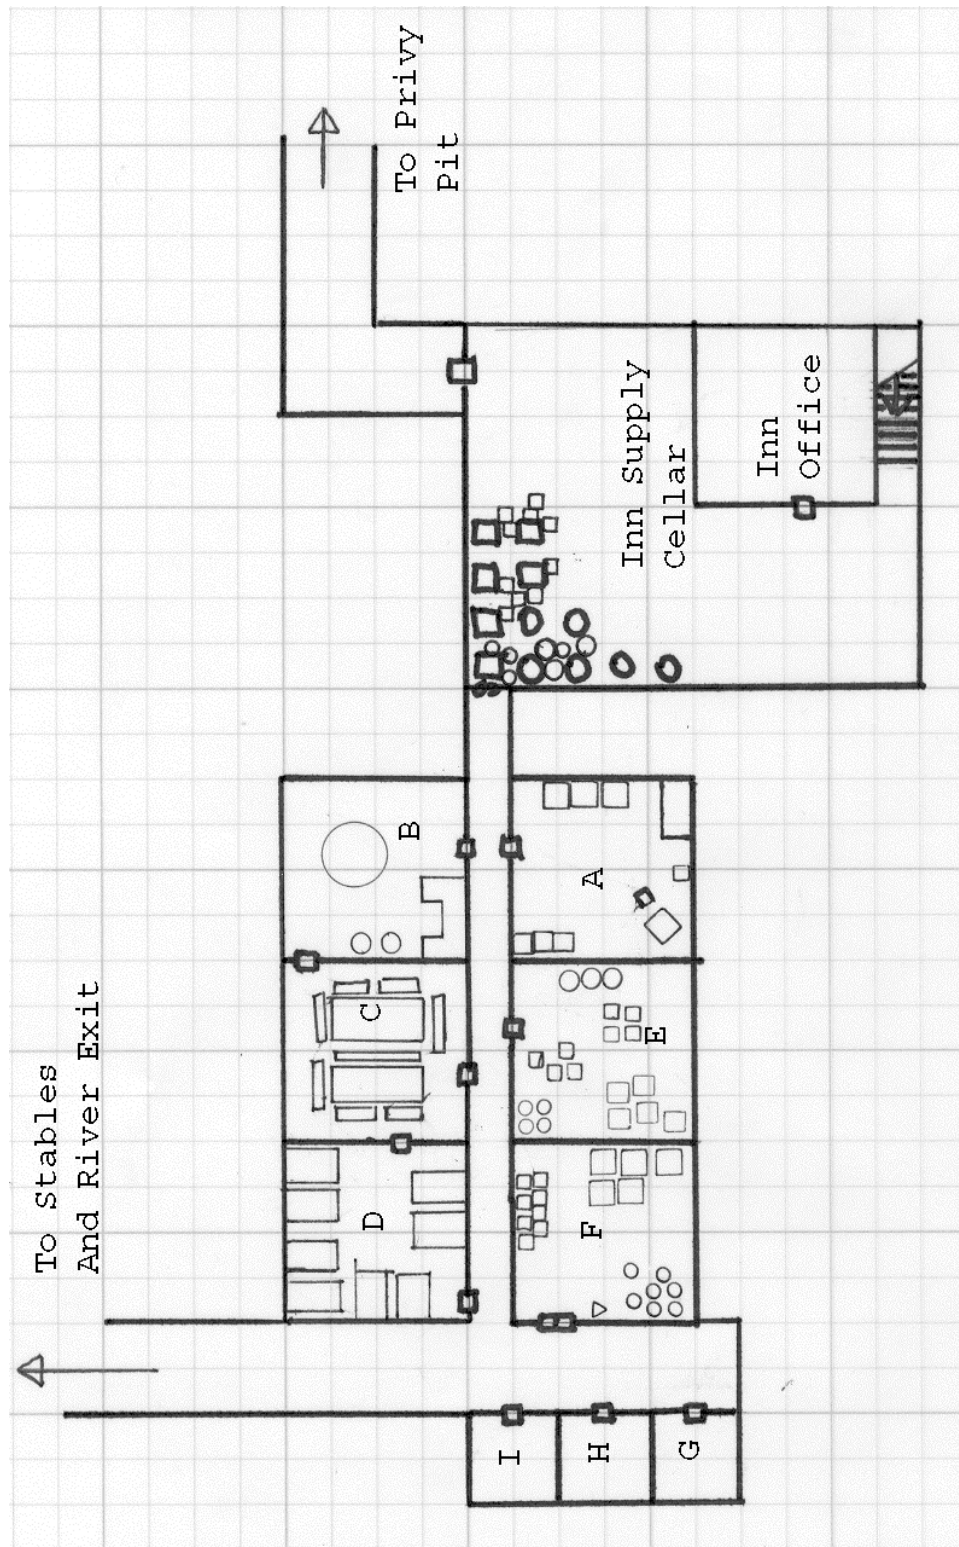 To Stables
And River Exit
To Privy
Pit
D
C
B
S
I
H
G
F
E
A
Inn Supply
Cellar
Inn
Office